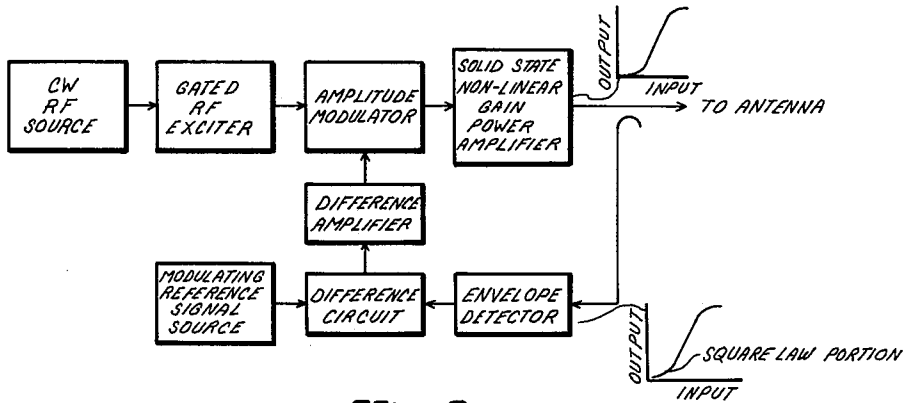 CW
RF
SOURCE
GATED
RF
EXCITER
AMPLITUDE
MODULATOR
SOLID STATE
NON-LINEAR
GAIN
POWER
AMPLIFIER
OUTPUT
INPUT
TO ANTENNA
DIFFERENCE
AMPLIFIER
MODULATING
REFERENCE
SIGNAL
SOURCE
DIFFERENCE
CIRCUIT
ENVELOPE
DETECTOR
OUTPUT
SQUARE LAW PORTION
INPUT